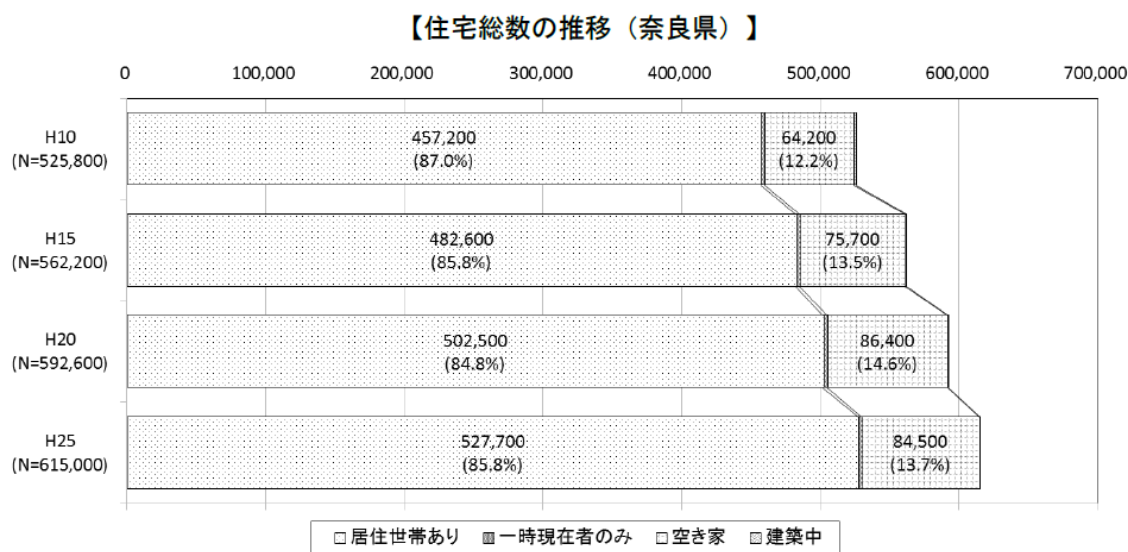 【住宅総数の推移（奈良県）】
0 100,000 200,000 300,000 400,000 500,000 600,000 700,000
H10
(N=525,800)
457,200
(87.0%)
64,200
(12.2%)
H15
(N=562,200)
482,600
(85.8%)
75,700
(13.5%)
H20
(N=592,600)
502,500
(84.8%)
86,400
(14.6%)
H25
(N=615,000)
527,700
(85.8%)
84,500
(13.7%)
居住世帯あり 一時現在者のみ 空き家 建築中